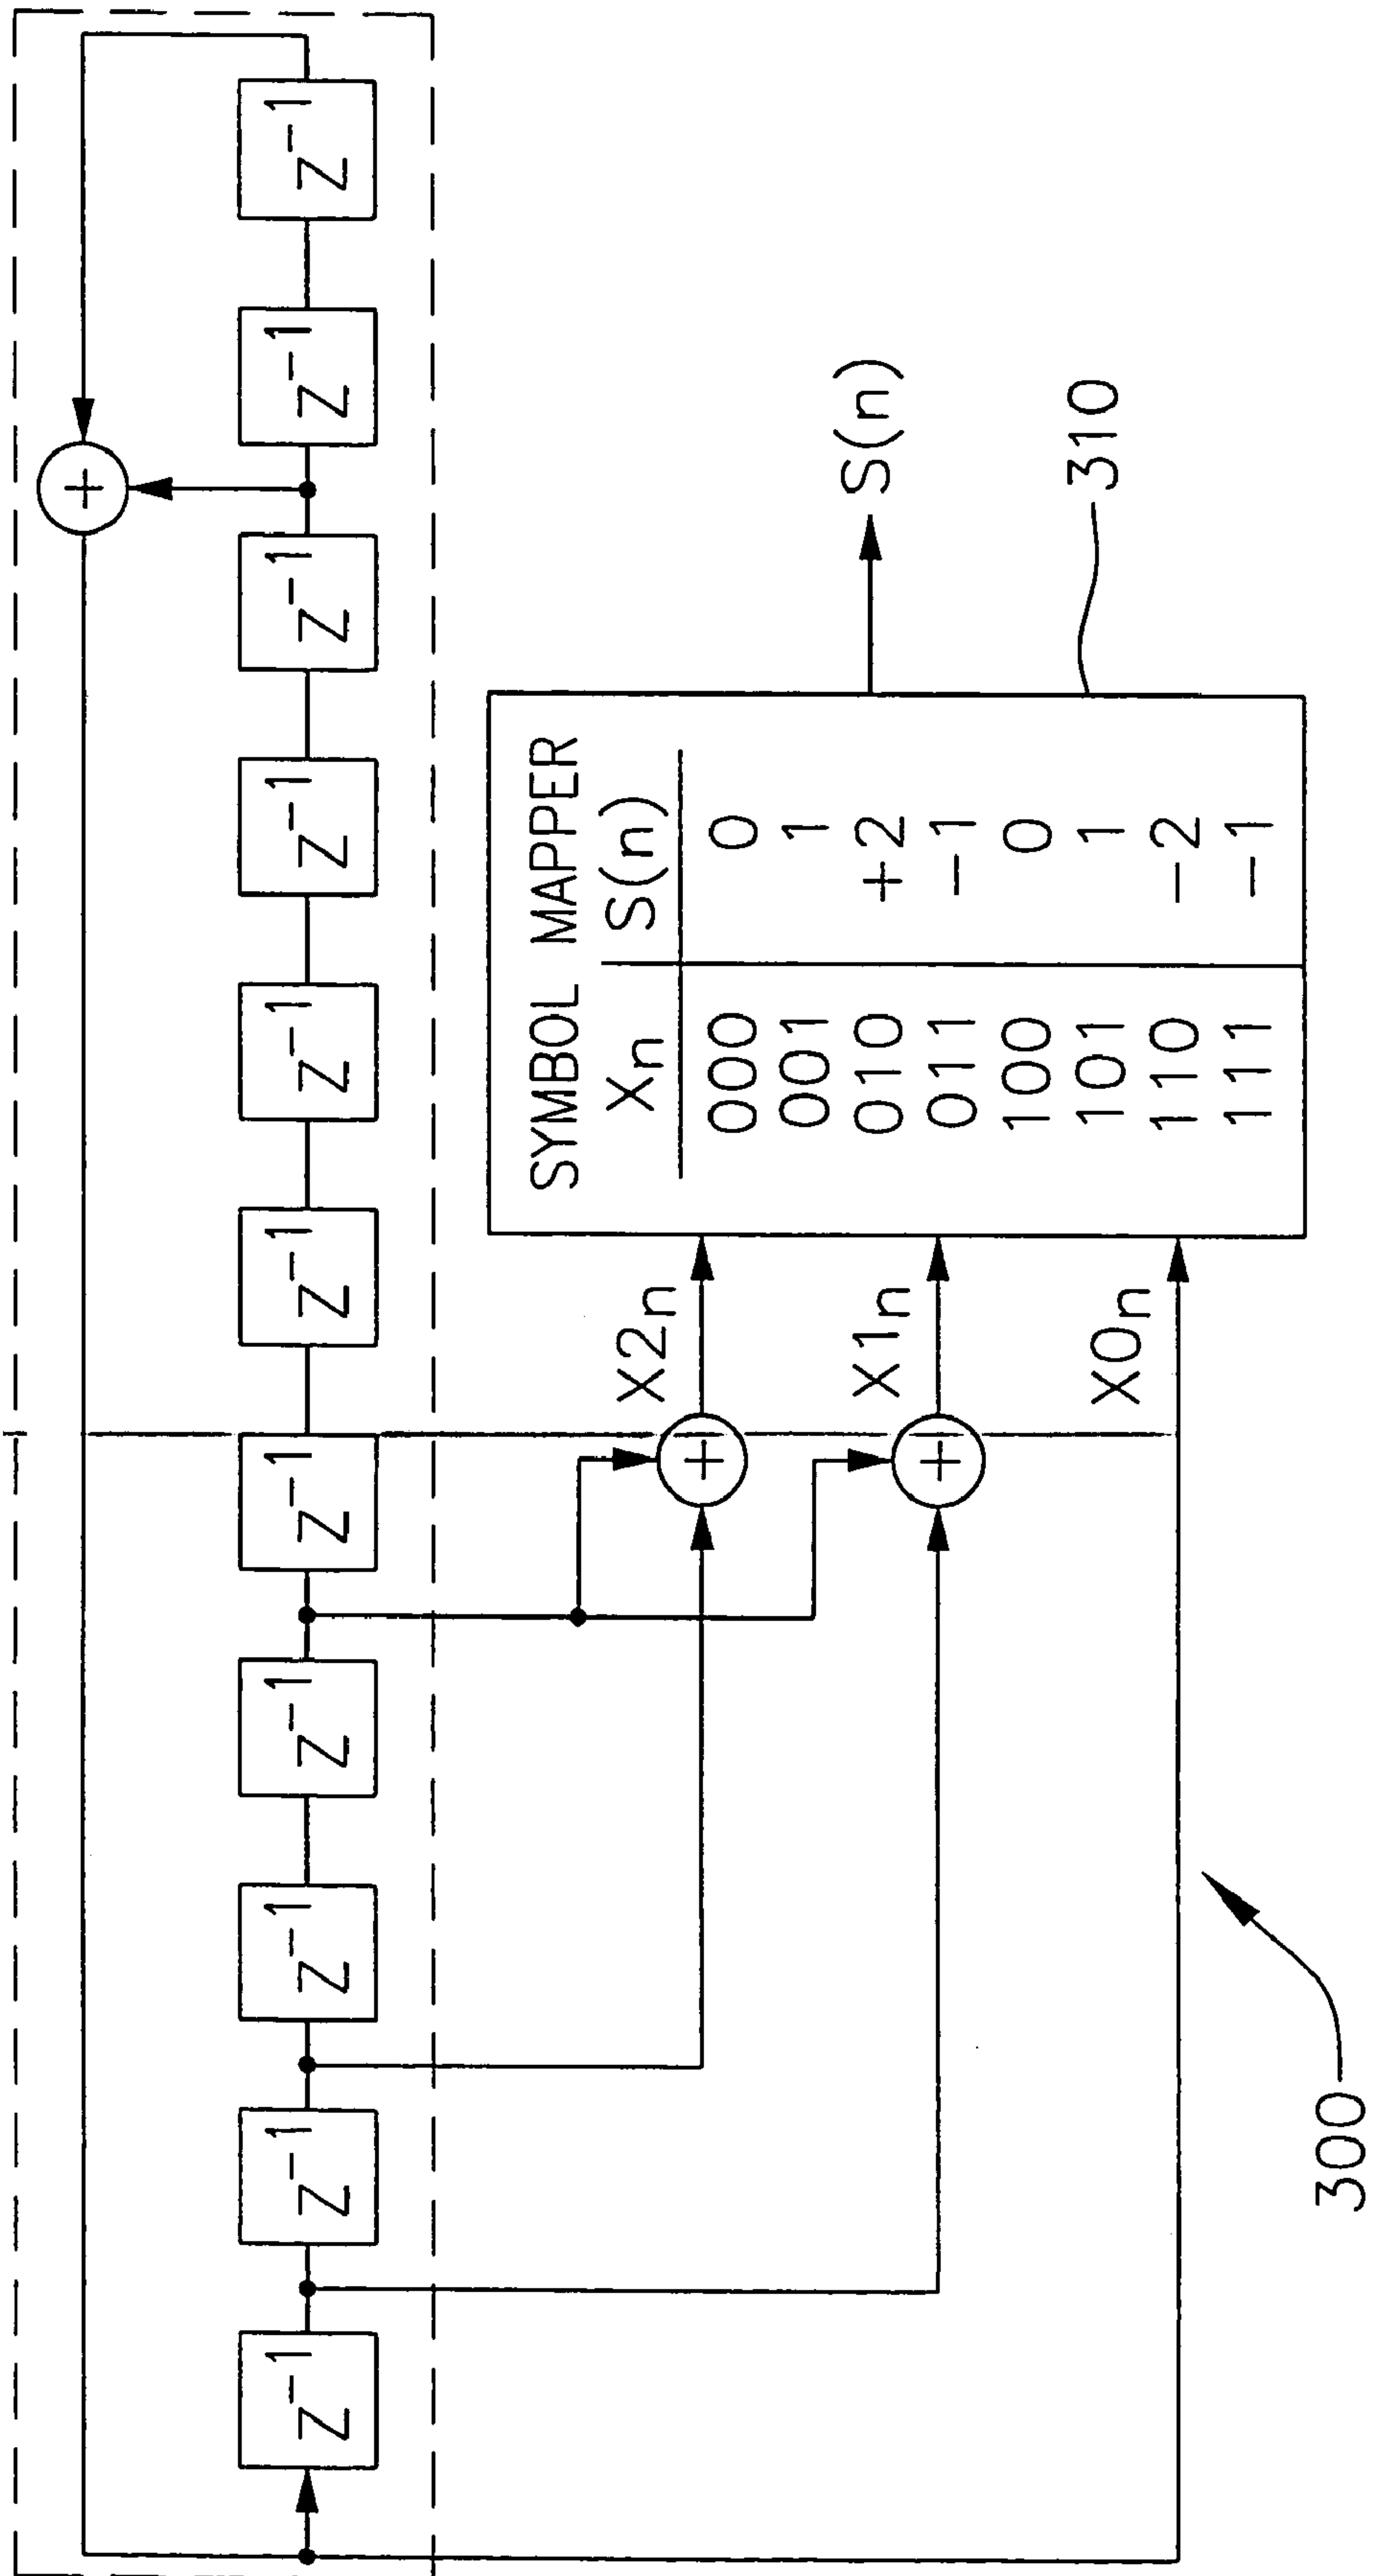 +
Z⁻¹ Z⁻¹ Z⁻¹ Z⁻¹ Z⁻¹ Z⁻¹ Z⁻¹ Z⁻¹ Z⁻¹ Z⁻¹ Z⁻¹
SYMBOL MAPPER
Xₙ S(n)
000 0
001 1
010 +2
011 −1
100 0
101 1
110 −2
111 −1
X2ₙ
+
X1ₙ
+
X0ₙ
S(n)
310
300